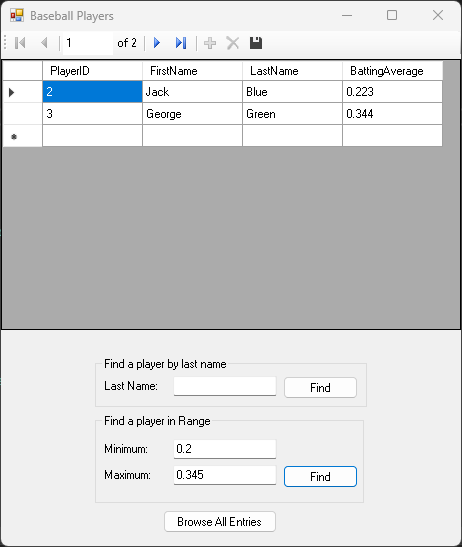 Baseball Players
1 of 2
PlayerID FirstName LastName BattingAverage
2 Jack Blue 0.223
3 George Green 0.344
Find a player by last name
Last Name: Find
Find a player in Range
Minimum: 0.2
Maximum: 0.345 Find
Browse All Entries